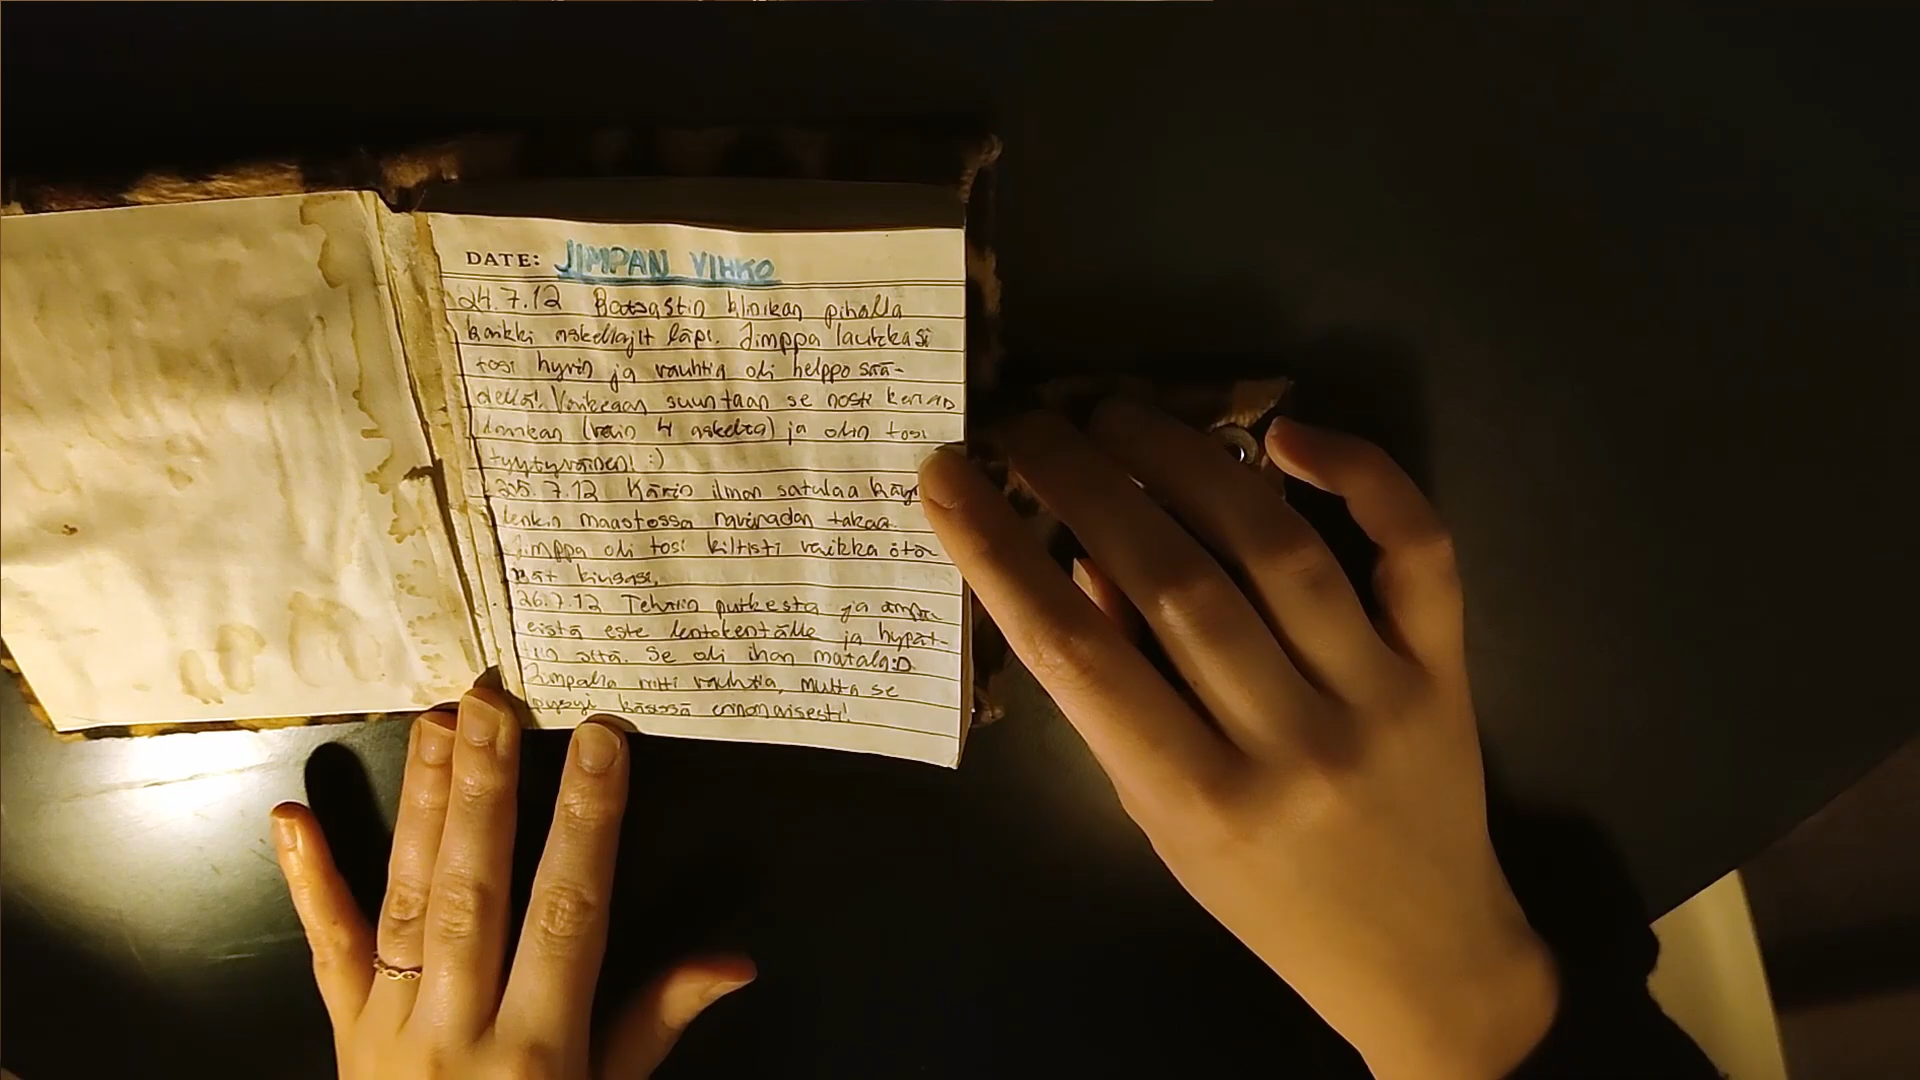 DATE: JIMPAN VIHKO
24.7.12 Ratsastin klinikan pihalla
kaikki askellajit läpi. Jimppa laukkasi
tosi hyvin ja vauhtia oli helppo sää-
dellä! Vaikeaan suuntaan se nosti kerran
laukan (vain 4 askelta) ja olin tosi
tyytyväinen! :)
25.7.12 Kävin ilman satulaa
lenkin maastossa raviradan takaa.
Jimppa oli tosi kiltisti vaikka ötö-
kät kiusasi.
26.7.12 Tehtiin putkesta ja ämpä-
reistä este lentokentälle ja hypät-
tiin sitä. Se oli ihan matala:D
Jimpalla riitti vauhtia, mutta se
pysyi käsissä erinomaisesti!